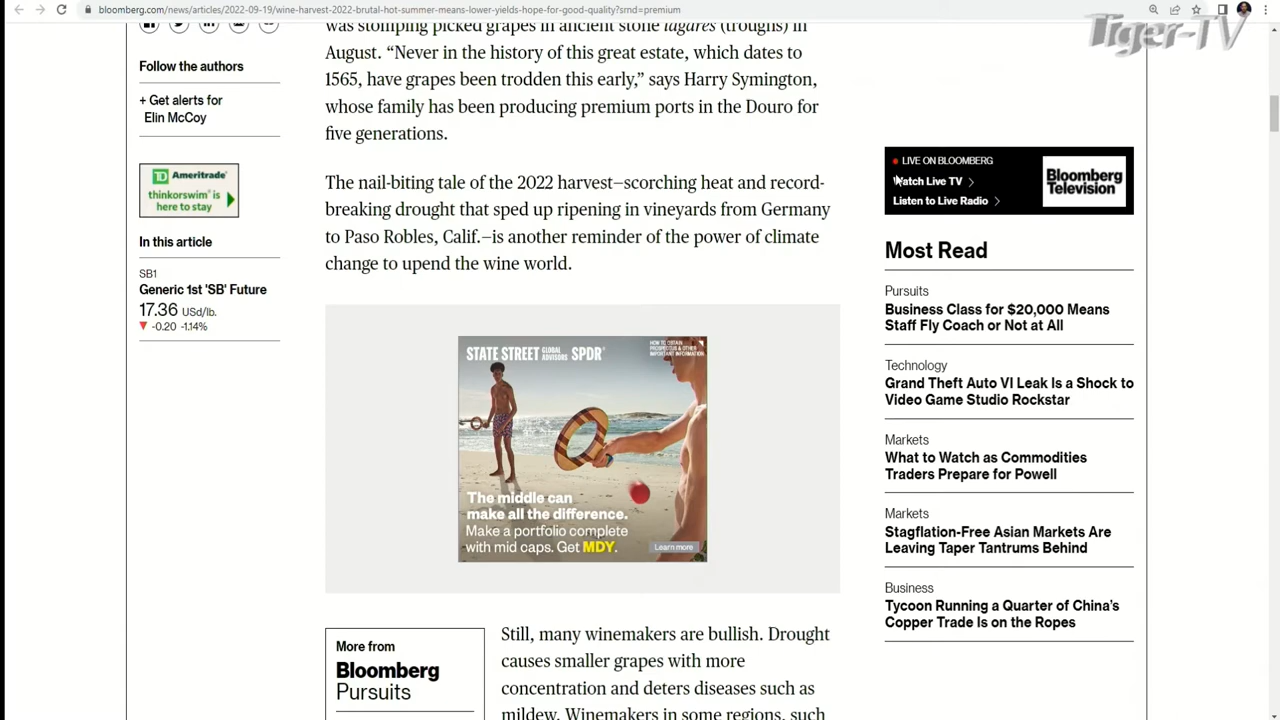 bloomberg.com/news/articles/2022-09-19/wine-harvest-2022-brutal-hot-summer-means-lower-yields-hope-for-good-quality?srnd=premium
Tiger-TV
Follow the authors
+ Get alerts for
Elin McCoy
TD Ameritrade
thinkorswim® is
here to stay
In this article
SB1
Generic 1st 'SB' Future
17.36 USd/lb.
▼ -0.20 -1.14%
was stomping picked grapes in ancient stone lagares (troughs) in
August. “Never in the history of this great estate, which dates to
1565, have grapes been trodden this early,” says Harry Symington,
whose family has been producing premium ports in the Douro for
five generations.
The nail-biting tale of the 2022 harvest—scorching heat and record-
breaking drought that sped up ripening in vineyards from Germany
to Paso Robles, Calif.—is another reminder of the power of climate
change to upend the wine world.
STATE STREET GLOBAL ADVISORS SPDR®
HOW TO OBTAIN
PROSPECTUS & OTHER
IMPORTANT INFORMATION
The middle can
make all the difference.
Make a portfolio complete
with mid caps. Get MDY.
Learn more
More from
Bloomberg
Pursuits
Still, many winemakers are bullish. Drought
causes smaller grapes with more
concentration and deters diseases such as
mildew. Winemakers in some regions, such
LIVE ON BLOOMBERG
Watch Live TV
Listen to Live Radio
Bloomberg
Television
Most Read
Pursuits
Business Class for $20,000 Means
Staff Fly Coach or Not at All
Technology
Grand Theft Auto VI Leak Is a Shock to
Video Game Studio Rockstar
Markets
What to Watch as Commodities
Traders Prepare for Powell
Markets
Stagflation-Free Asian Markets Are
Leaving Taper Tantrums Behind
Business
Tycoon Running a Quarter of China’s
Copper Trade Is on the Ropes